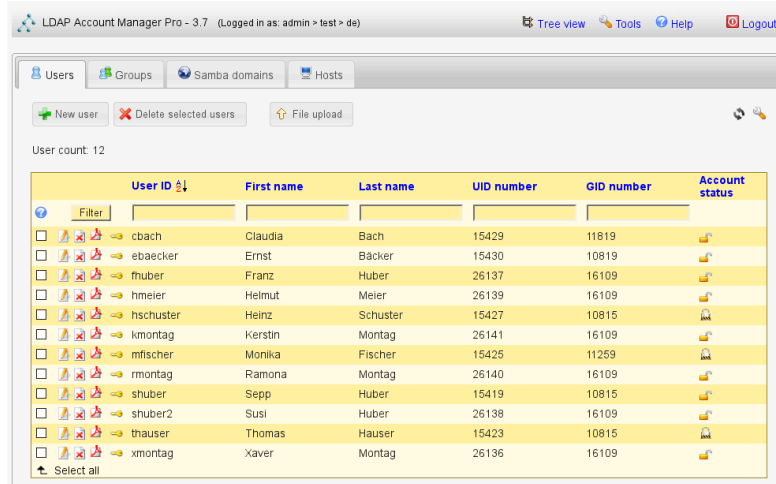 LDAP Account Manager Pro - 3.7 (Logged in as: admin > test > de) Tree view Tools Help Logout
Users Groups Samba domains Hosts
New user Delete selected users File upload
User count: 12
User ID First name Last name UID number GID number Account status
Filter
cbach Claudia Bach 15429 11819
ebaecker Ernst Bäcker 15430 10819
fhuber Franz Huber 26137 16109
hmeier Helmut Meier 26139 16109
hschuster Heinz Schuster 15427 10815
kmontag Kerstin Montag 26141 16109
mfischer Monika Fischer 15425 11259
rmontag Ramona Montag 26140 16109
shuber Sepp Huber 15419 10815
shuber2 Susi Huber 26138 16109
thauser Thomas Hauser 15423 10815
xmontag Xaver Montag 26136 16109
Select all